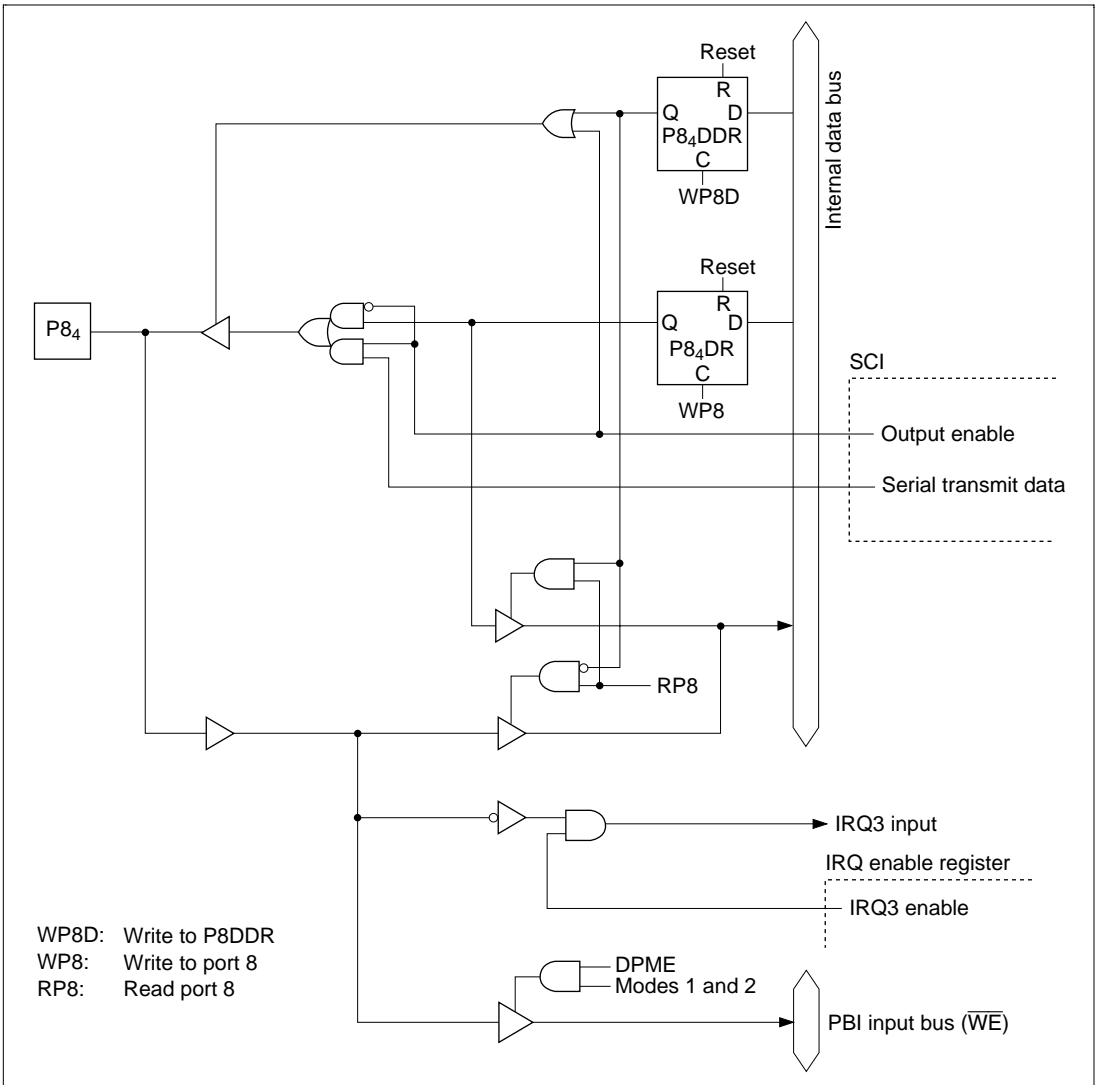 Reset
R
Q D
P8₄DDR
C
WP8D
Internal data bus
Reset
R
Q D
P8₄DR
C
WP8
P8₄
SCI
Output enable
Serial transmit data
RP8
IRQ3 input
IRQ enable register
IRQ3 enable
WP8D: Write to P8DDR
WP8: Write to port 8
RP8: Read port 8
DPME
Modes 1 and 2
PBI input bus (W̅E̅)